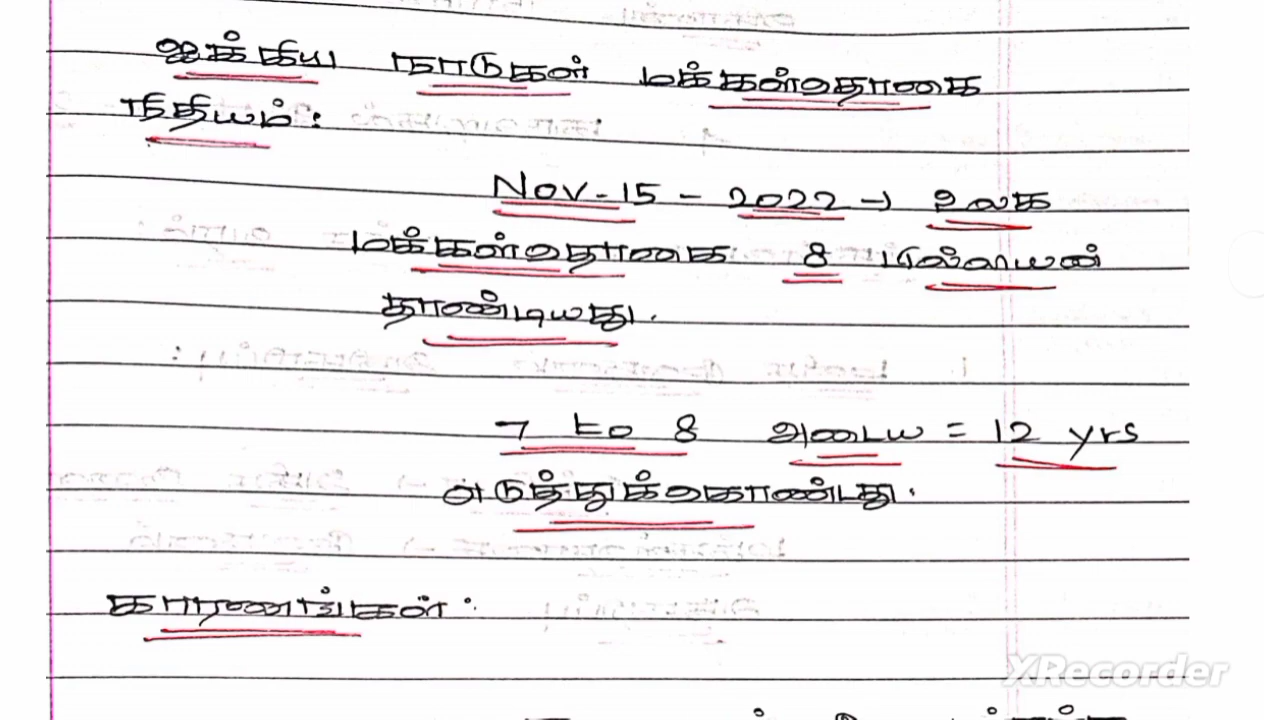 ஐக்கிய நாடுகள் மக்கள்தொகை
நிதியம்:
Nov-15-2022 → உலக
மக்கள்தொகை 8 பில்லியன்
தாண்டியது.
7 to 8 அடைய = 12 yrs
எடுத்துக்கொண்டது.
காரணங்கள்:
XRecorder